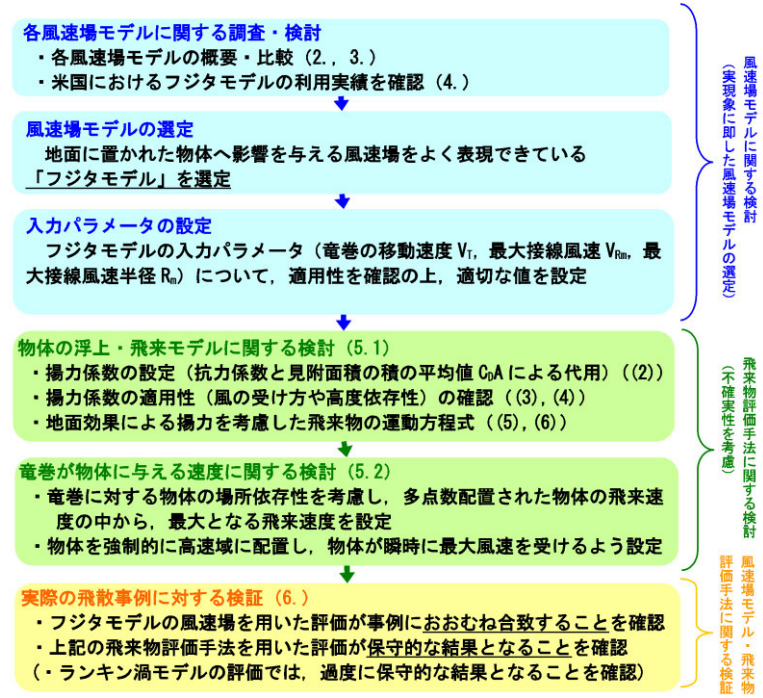 各風速場モデルに関する調査・検討
・各風速場モデルの概要・比較（2.，3.）
・米国におけるフジタモデルの利用実績を確認（4.）
風速場モデルの選定
地面に置かれた物体へ影響を与える風速場をよく表現できている
「フジタモデル」を選定
入力パラメータの設定
フジタモデルの入力パラメータ（竜巻の移動速度 VT，最大接線風速 VRm，最
大接線風速半径 Rm）について，適用性を確認の上，適切な値を設定
風速場モデルに関する検討
（実現象に即した風速場モデルの選定）
物体の浮上・飛来モデルに関する検討（5.1）
・揚力係数の設定（抗力係数と見附面積の積の平均値 CDA による代用）（(2)）
・揚力係数の適用性（風の受け方や高度依存性）の確認（(3),(4)）
・地面効果による揚力を考慮した飛来物の運動方程式（(5),(6)）
竜巻が物体に与える速度に関する検討（5.2）
・竜巻に対する物体の場所依存性を考慮し，多点数配置された物体の飛来速
度の中から，最大となる飛来速度を設定
・物体を強制的に高速域に配置し，物体が瞬時に最大風速を受けるよう設定
飛来物評価手法に関する検討
（不確実性を考慮）
実際の飛散事例に対する検証（6.）
・フジタモデルの風速場を用いた評価が事例におおむね合致することを確認
・上記の飛来物評価手法を用いた評価が保守的な結果となることを確認
（・ランキン渦モデルの評価では，過度に保守的な結果となることを確認）
風速場モデル・飛来物
評価手法に関する検証